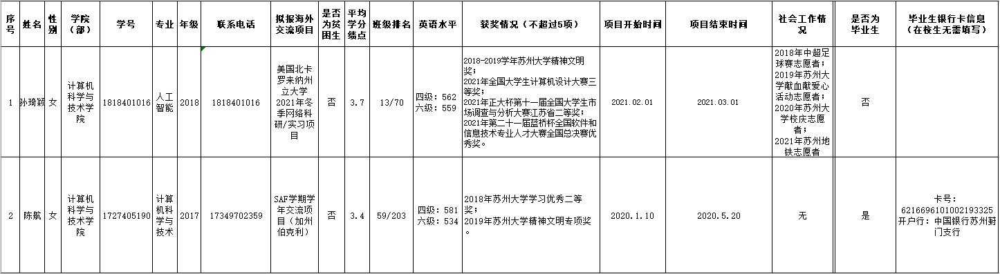 序号
姓名
性别
学院（部）
学号
专业
年级
联系电话
拟报海外
交流项目
是否为贫困生
平均学分绩点
班级排名
英语水平
获奖情况（不超过5项）
项目开始时间
项目结束时间
社会工作情
况
是否为
毕业生
毕业生银行卡信息
（在校生无需填写）
1
孙琦颖
女
计算机
科学与
技术学
院
1818401016
人工
智能
2018
1818401016
美国北卡
罗来纳州
立大学
2021年冬
季网络科
研/实习项
目
否
3.7
13/70
四级：562
六级：559
2018-2019学年苏州大学精神文明
奖；
2021年全国大学生计算机设计大赛三
等奖；
2021年正大杯第十一届全国大学生市
场调查与分析大赛江苏省二等奖；
2021年第二十一届蓝桥杯全国软件和
信息技术专业人才大赛全国总决赛优
秀奖。
2021.02.01
2021.03.01
2018年中超足
球赛志愿者；
2019年苏州大
学献血献爱心
活动志愿者；
2020年苏州大
学校庆志愿
者；
2021年苏州地
铁志愿者
否
2
陈航
女
计算机
科学与
技术学
院
1727405190
计算
机科
学与
技术
2017
17349702359
SAF学期学
年交流项
目（加州
伯克利）
否
3.4
59/203
四级：581
六级：534
2018年苏州大学学习优秀二等
奖；
2019年苏州大学精神文明专项奖
。
2020.1.10
2020.5.20
无
是
卡号：
6216696101002193325
开户行：中国银行苏州葑
门支行